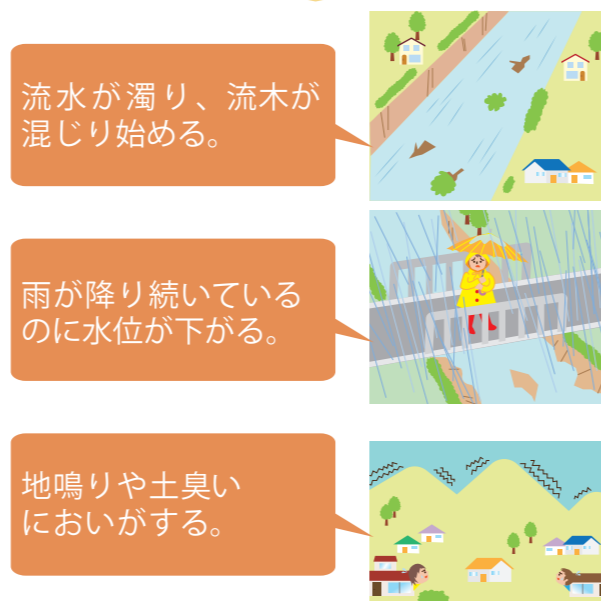 流水が濁り、流木が
混じり始める。
雨が降り続いている
のに水位が下がる。
地鳴りや土臭い
においがする。